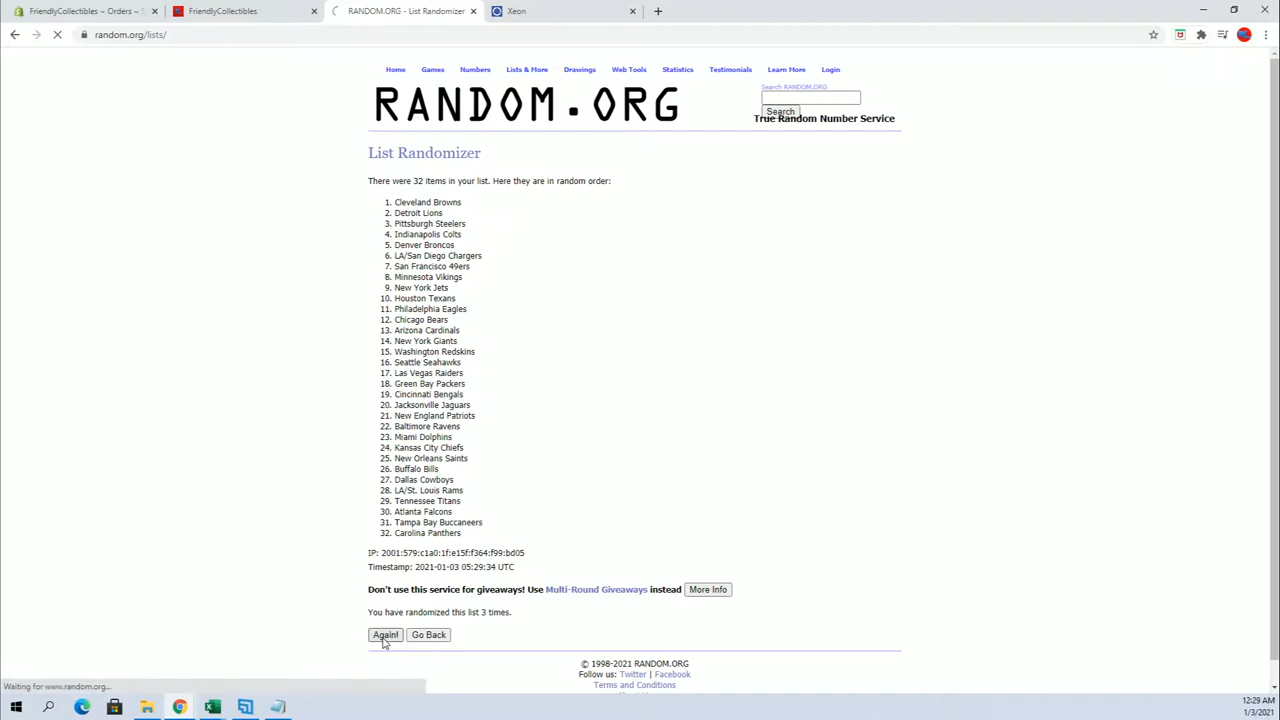 FriendlyCollectibles ~ Orders ~ S
FriendlyCollectibles
RANDOM.ORG - List Randomizer
Xeon
random.org/lists/
Home Games Numbers Lists & More Drawings Web Tools Statistics Testimonials Learn More Login
Search RANDOM.ORG
RANDOM.ORG
Search
True Random Number Service
List Randomizer
There were 32 items in your list. Here they are in random order:
1. Cleveland Browns
2. Detroit Lions
3. Pittsburgh Steelers
4. Indianapolis Colts
5. Denver Broncos
6. LA/San Diego Chargers
7. San Francisco 49ers
8. Minnesota Vikings
9. New York Jets
10. Houston Texans
11. Philadelphia Eagles
12. Chicago Bears
13. Arizona Cardinals
14. New York Giants
15. Washington Redskins
16. Seattle Seahawks
17. Las Vegas Raiders
18. Green Bay Packers
19. Cincinnati Bengals
20. Jacksonville Jaguars
21. New England Patriots
22. Baltimore Ravens
23. Miami Dolphins
24. Kansas City Chiefs
25. New Orleans Saints
26. Buffalo Bills
27. Dallas Cowboys
28. LA/St. Louis Rams
29. Tennessee Titans
30. Atlanta Falcons
31. Tampa Bay Buccaneers
32. Carolina Panthers
IP: 2001:579:c1a0:1f:e15f:f364:f99:bd05
Timestamp: 2021-01-03 05:29:34 UTC
Don't use this service for giveaways! Use Multi-Round Giveaways instead More Info
You have randomized this list 3 times.
Again! Go Back
© 1998-2021 RANDOM.ORG
Follow us: Twitter | Facebook
Terms and Conditions
Waiting for www.random.org...
12:29 AM
1/3/2021